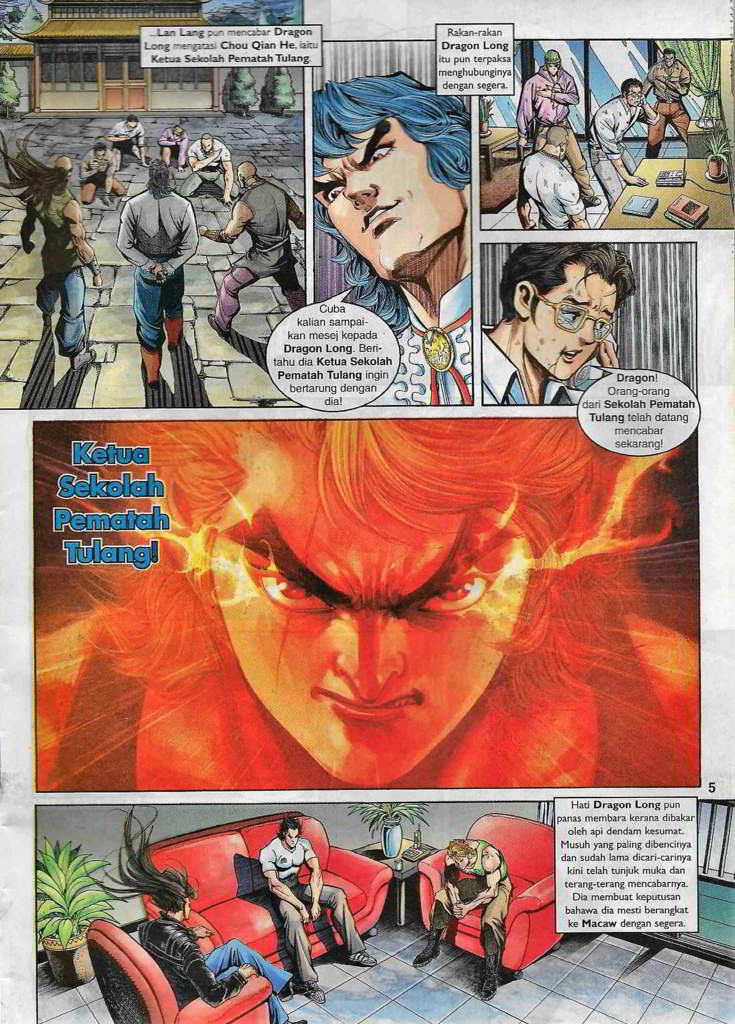 ...Lan Lang pun mencabar Dragon
Long mengatasi Chou Qian He, iaitu
Ketua Sekolah Pematah Tulang.
Cuba
kalian sampai-
kan mesej kepada
Dragon Long. Beri-
tahu dia Ketua Sekolah
Pematah Tulang ingin
bertarung dengan
dia!
Rakan-rakan
Dragon Long
itu pun terpaksa
menghubunginya
dengan segera.
Dragon!
Orang-orang
dari Sekolah Pematah
Tulang telah datang
mencabar
sekarang!
Ketua
Sekolah
Pematah
Tulang!
5
Hati Dragon Long pun
panas membara kerana dibakar
oleh api dendam kesumat.
Musuh yang paling dibencinya
dan sudah lama dicari-carinya
kini telah tunjuk muka dan
terang-terang mencabarnya.
Dia membuat keputusan
bahawa dia mesti berangkat
ke Macaw dengan segera.